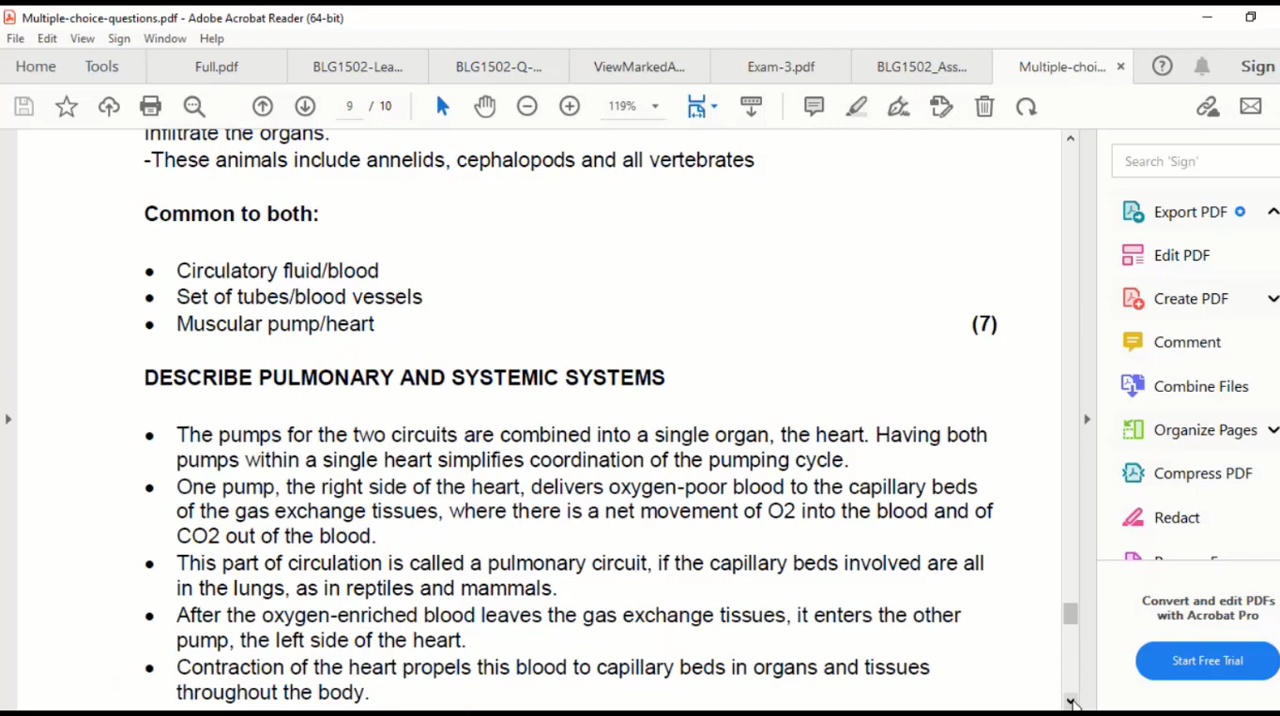 Multiple-choice-questions.pdf - Adobe Acrobat Reader (64-bit)
File Edit View Sign Window Help
Home Tools Full.pdf BLG1502-Lea... BLG1502-Q-... ViewMarkedA... Exam-3.pdf BLG1502_Ass... Multiple-choi... × Sign
9 / 10 119%
infiltrate the organs.
-These animals include annelids, cephalopods and all vertebrates
Common to both:
• Circulatory fluid/blood
• Set of tubes/blood vessels
• Muscular pump/heart (7)
DESCRIBE PULMONARY AND SYSTEMIC SYSTEMS
• The pumps for the two circuits are combined into a single organ, the heart. Having both
pumps within a single heart simplifies coordination of the pumping cycle.
• One pump, the right side of the heart, delivers oxygen-poor blood to the capillary beds
of the gas exchange tissues, where there is a net movement of O2 into the blood and of
CO2 out of the blood.
• This part of circulation is called a pulmonary circuit, if the capillary beds involved are all
in the lungs, as in reptiles and mammals.
• After the oxygen-enriched blood leaves the gas exchange tissues, it enters the other
pump, the left side of the heart.
• Contraction of the heart propels this blood to capillary beds in organs and tissues
throughout the body.
Search 'Sign'
Export PDF
Edit PDF
Create PDF
Comment
Combine Files
Organize Pages
Compress PDF
Redact
Convert and edit PDFs
with Acrobat Pro
Start Free Trial